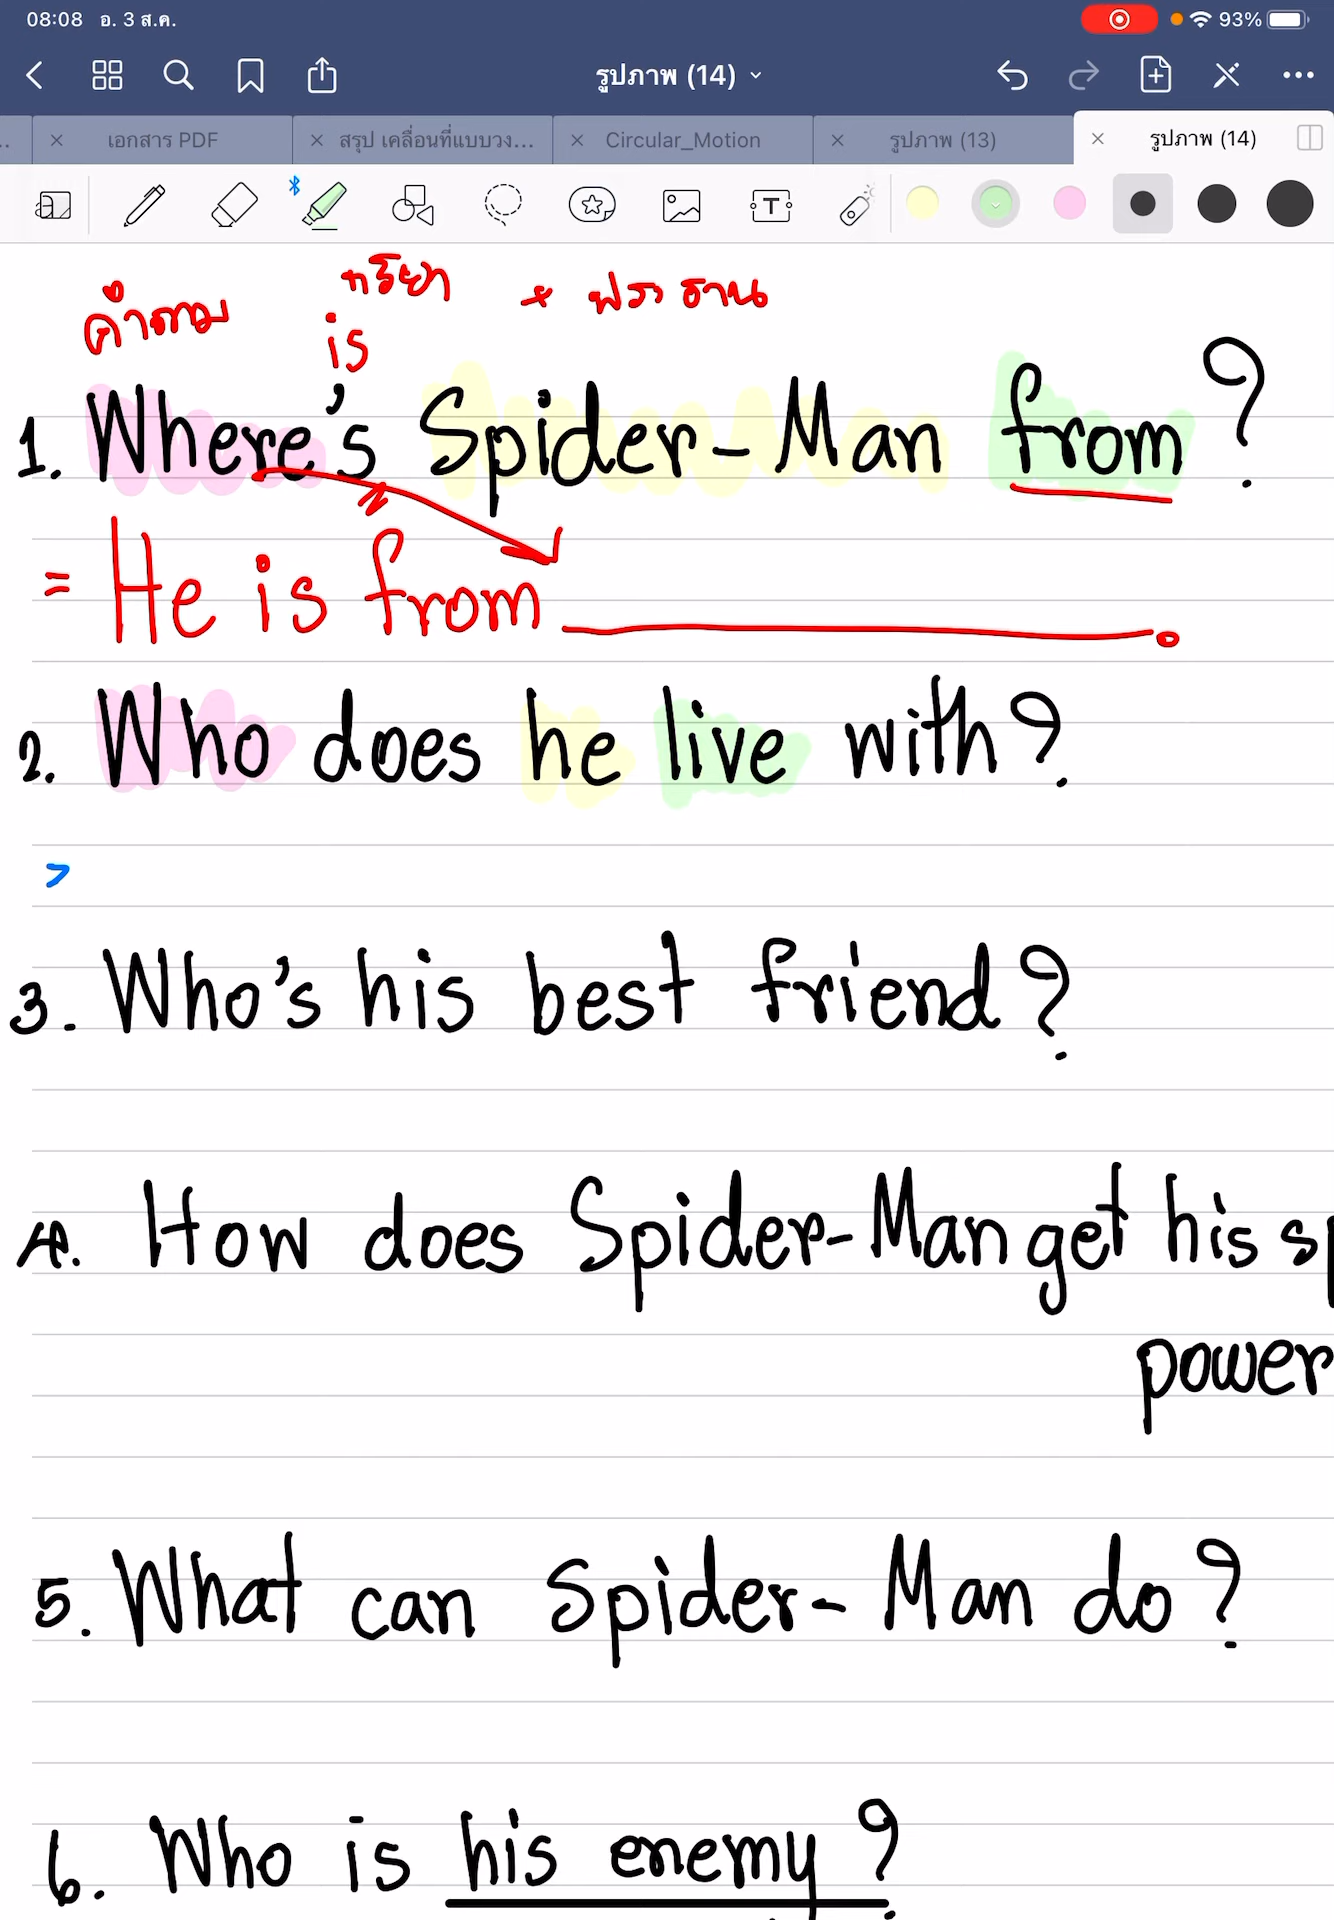 08:08 อ. 3 ส.ค. 93%
รูปภาพ (14)
เอกสาร PDF สรุป เคลื่อนที่แบบวง... Circular_Motion รูปภาพ (13) รูปภาพ (14)
คำถาม is กริยา + ประธาน
1. Where's Spider-Man from?
= He is from ______.
2. Who does he live with?
>
3. Who's his best friend?
4. How does Spider-Man get his sp
power
5. What can Spider-Man do?
6. Who is his enemy?